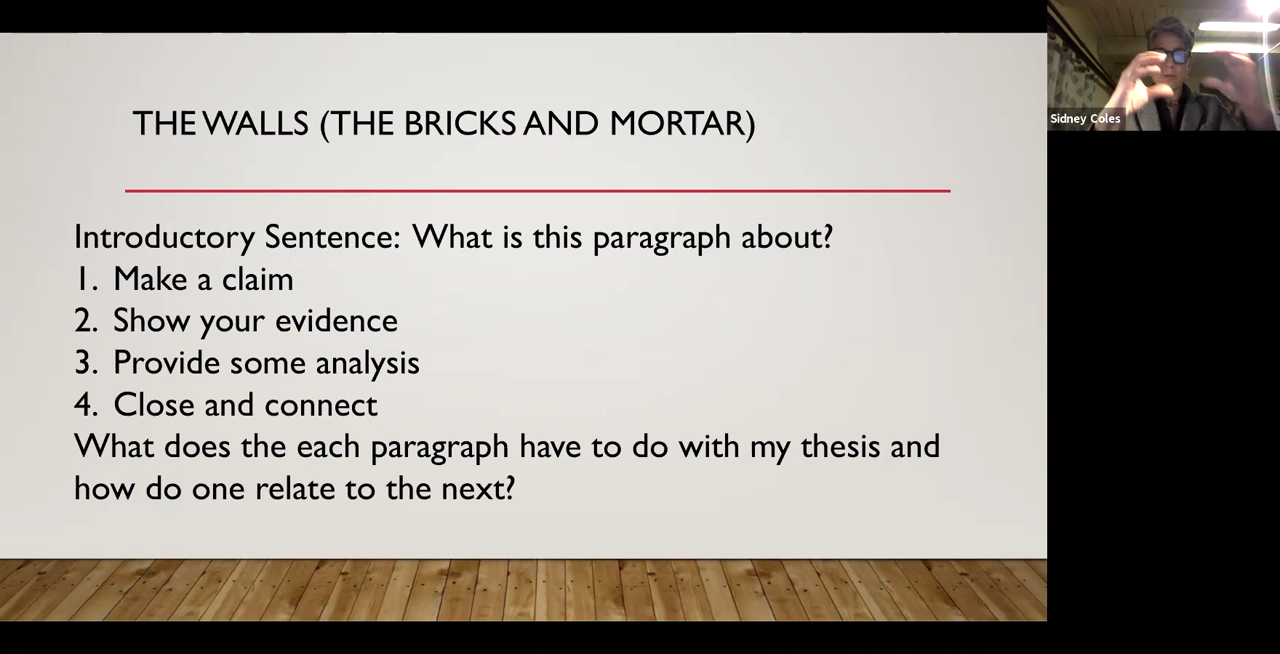 THE WALLS (THE BRICKS AND MORTAR)
Introductory Sentence: What is this paragraph about?
1. Make a claim
2. Show your evidence
3. Provide some analysis
4. Close and connect
What does the each paragraph have to do with my thesis and
how do one relate to the next?
Sidney Coles